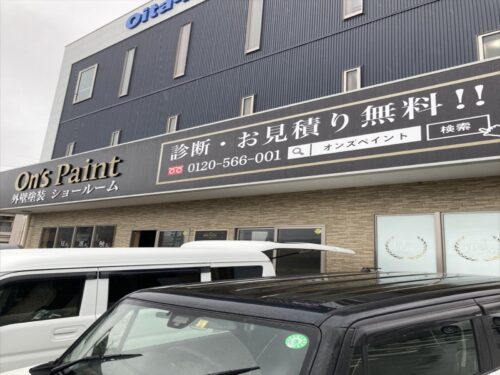 Oita-
On's Paint
外壁塗装 ショールーム
診断・お見積り無料!!
0120-566-001
オンズペイント
検索